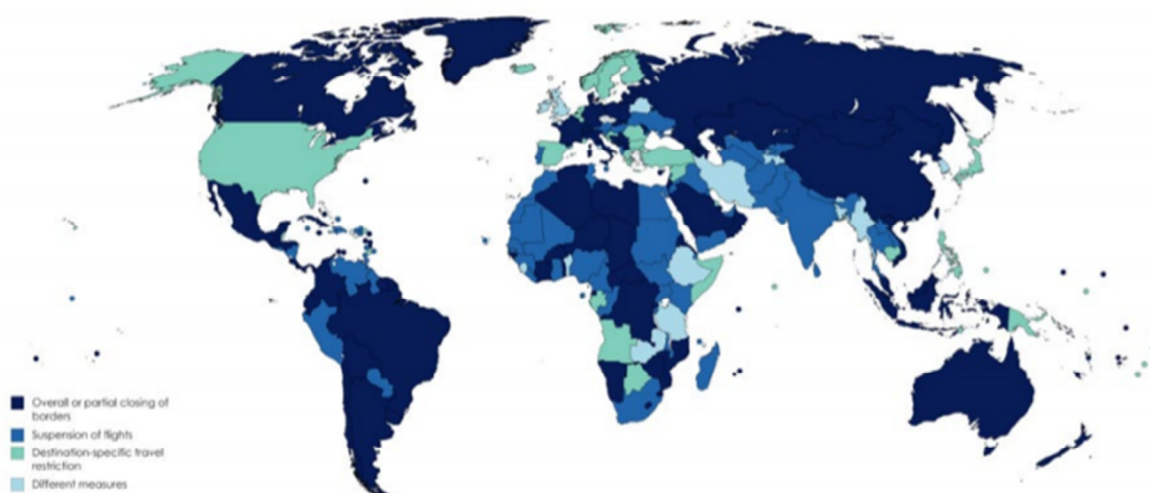 Overall or partial closing of
borders
Suspension of flights
Destination-specific travel
restriction
Different measures